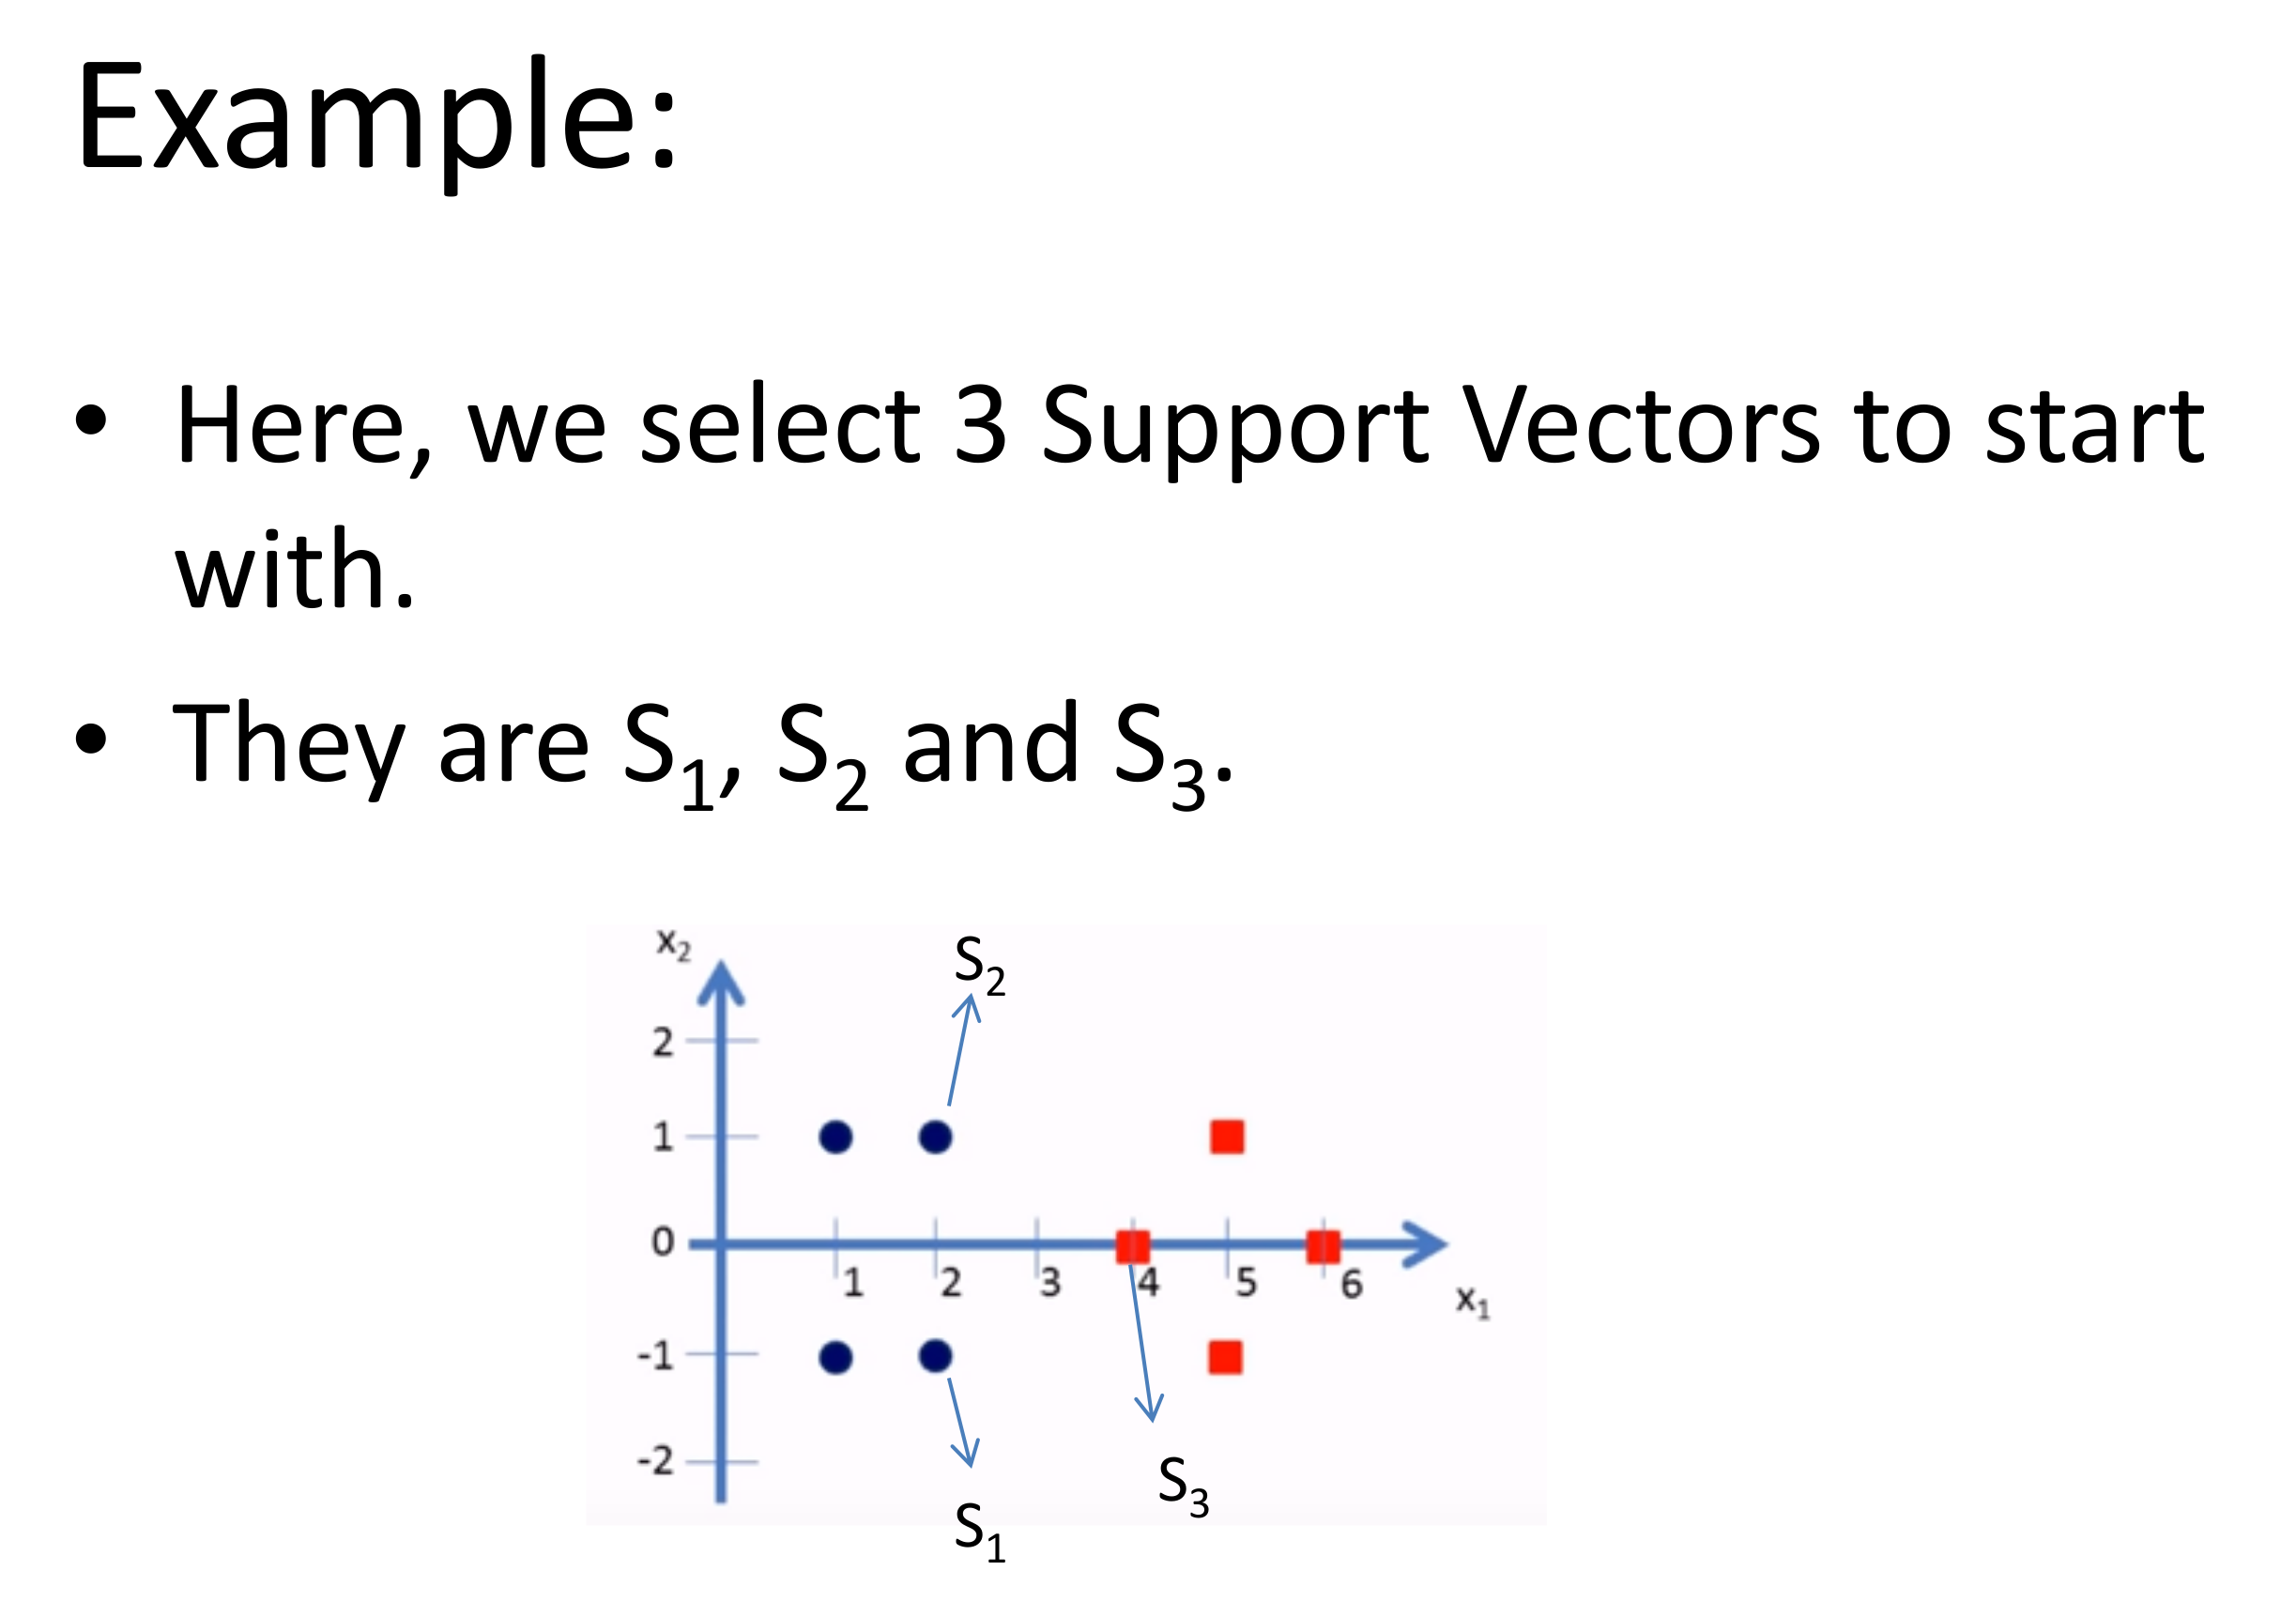 Example:
• Here, we select 3 Support Vectors to start
with.
• They are S₁, S₂ and S₃.
x₂
S₂
2
1
0
1 2 3 4 5 6
x₁
-1
-2
S₃
S₁